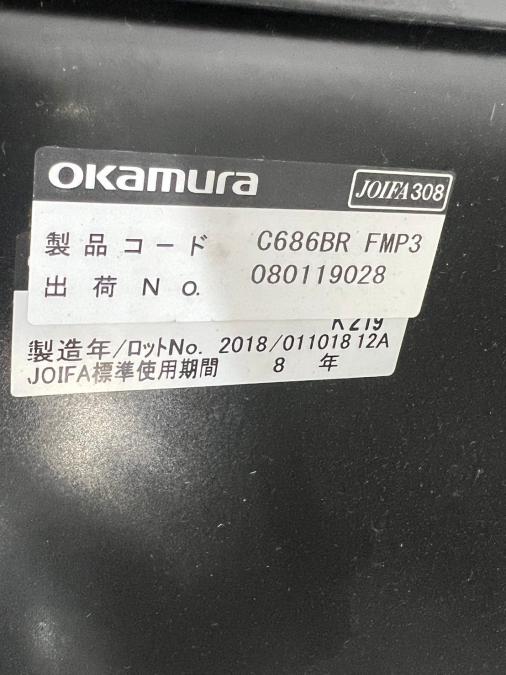 okamura
JOIFA308
製品コード C686BR FMP3
出荷No. 080119028
K219
製造年/ロットNo. 2018/011018 12A
JOIFA標準使用期間 8 年